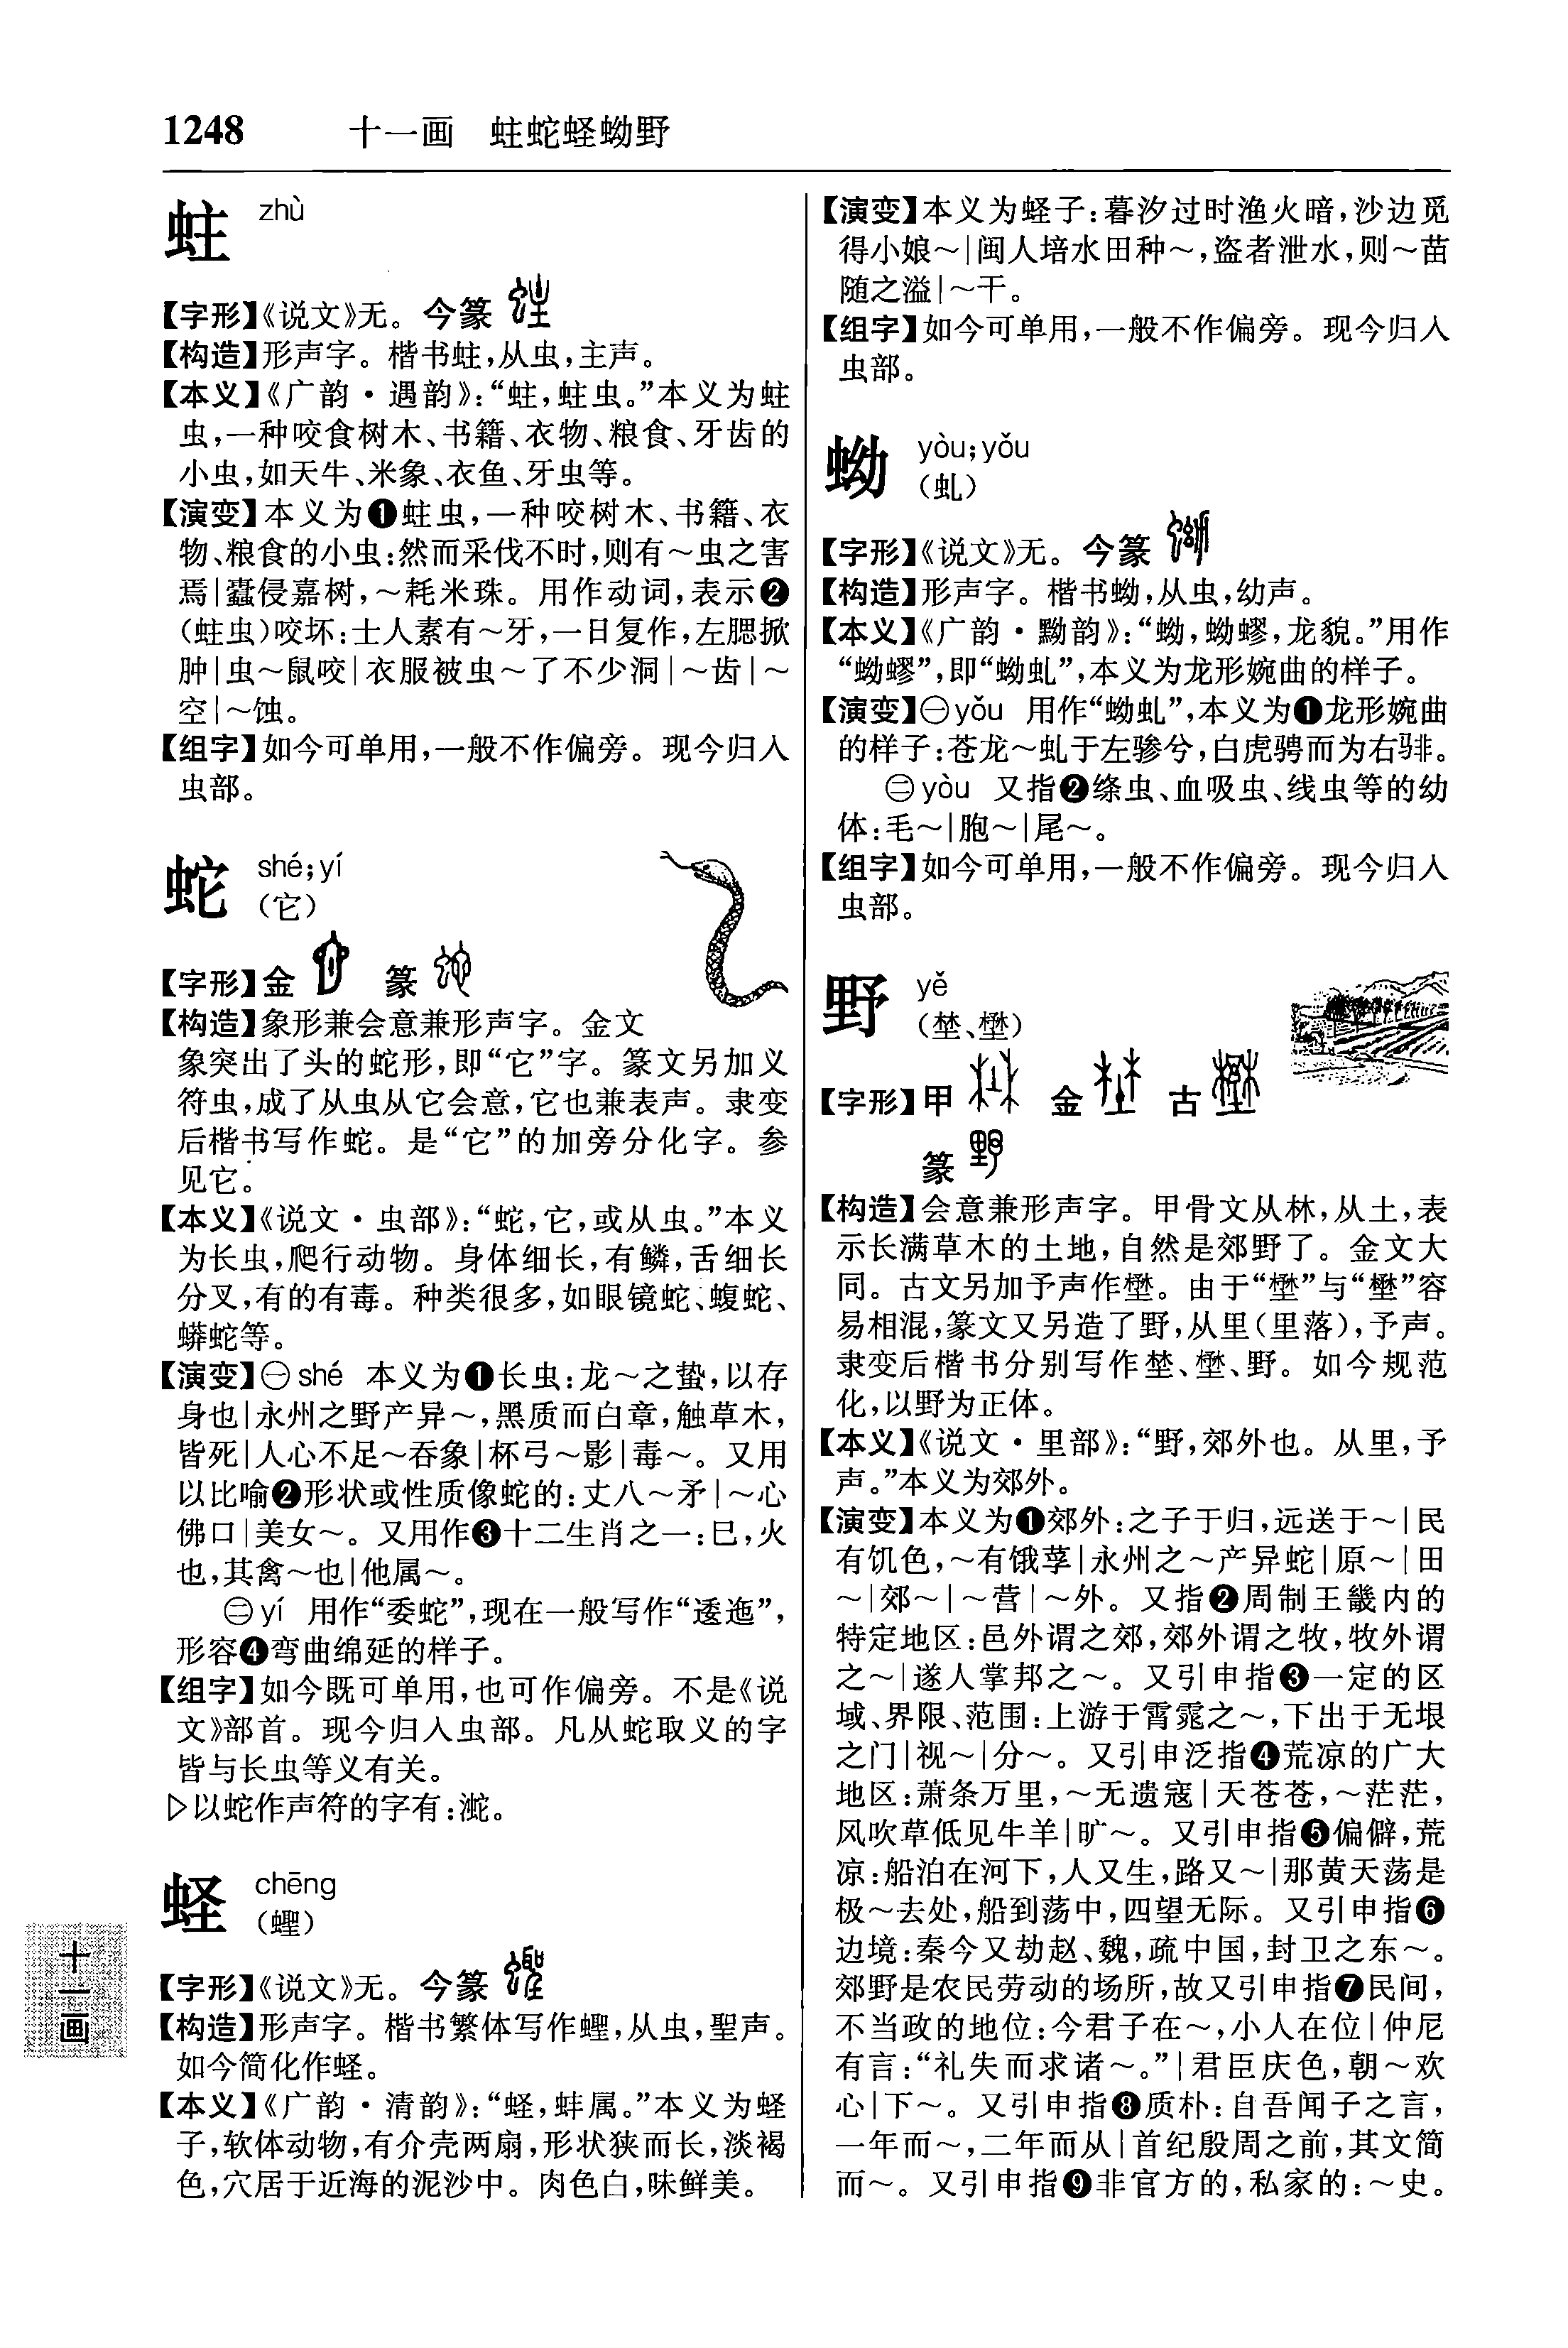 1248 十一画 蛀蛇蛏蚴野
蛀 zhù
【字形】《说文》无。今篆
【构造】形声字。楷书蛀,从虫,主声。
【本义】《广韵·遇韵》:“蛀,蛀虫。”本义为蛀
虫,一种咬食树木、书籍、衣物、粮食、牙齿的
小虫,如天牛、米象、衣鱼、牙虫等。
【演变】本义为❶蛀虫,一种咬树木、书籍、衣
物、粮食的小虫:然而采伐不时,则有～虫之害
焉|蠹侵嘉树,～耗米珠。用作动词,表示❷
(蛀虫)咬坏:士人素有～牙,一日复作,左腮掀
肿|虫～鼠咬|衣服被虫～了不少洞|～齿|～
空|～蚀。
【组字】如今可单用,一般不作偏旁。现今归入
虫部。
蛇 shé;yí
(它)
【字形】金 篆
【构造】象形兼会意兼形声字。金文
象突出了头的蛇形,即“它”字。篆文另加义
符虫,成了从虫从它会意,它也兼表声。隶变
后楷书写作蛇。是“它”的加旁分化字。参
见它。
【本义】《说文·虫部》:“蛇,它,或从虫。”本义
为长虫,爬行动物。身体细长,有鳞,舌细长
分叉,有的有毒。种类很多,如眼镜蛇、蝮蛇、
蟒蛇等。
【演变】㊀shé 本义为❶长虫:龙～之蛰,以存
身也|永州之野产异～,黑质而白章,触草木,
皆死|人心不足～吞象|杯弓～影|毒～。又用
以比喻❷形状或性质像蛇的:丈八～矛|～心
佛口|美女～。又用作❸十二生肖之一:巳,火
也,其禽～也|他属～。
㊁yí 用作“委蛇”,现在一般写作“逶迤”,
形容❹弯曲绵延的样子。
【组字】如今既可单用,也可作偏旁。不是《说
文》部首。现今归入虫部。凡从蛇取义的字
皆与长虫等义有关。
▷以蛇作声符的字有:
蛏 chēng
(蟶)
【字形】《说文》无。今篆
【构造】形声字。楷书繁体写作蟶,从虫,聖声。
如今简化作蛏。
【本义】《广韵·清韵》:“蛏,蚌属。”本义为蛏
子,软体动物,有介壳两扇,形状狭而长,淡褐
色,穴居于近海的泥沙中。肉色白,味鲜美。
十一画
【演变】本义为蛏子:暮汐过时渔火暗,沙边觅
得小娘～|闽人培水田种～,盗者泄水,则～苗
随之溢|～干。
【组字】如今可单用,一般不作偏旁。现今归入
虫部。
蚴 yòu;yǒu
(虬)
【字形】《说文》无。今篆
【构造】形声字。楷书蚴,从虫,幼声。
【本义】《广韵·黝韵》:“蚴,蚴蟉,龙貌。”用作
“蚴蟉”,即“蚴虬”,本义为龙形婉曲的样子。
【演变】㊀yǒu 用作“蚴虬”,本义为❶龙形婉曲
的样子:苍龙～虬于左骖兮,白虎骋而为右𬴂。
㊁yòu 又指❷绦虫、血吸虫、线虫等的幼
体:毛～|胞～|尾～。
【组字】如今可单用,一般不作偏旁。现今归入
虫部。
野 yě
(埜、壄)
【字形】甲 金 古
篆
【构造】会意兼形声字。甲骨文从林,从土,表
示长满草木的土地,自然是郊野了。金文大
同。古文另加予声作壄。由于“壄”与“壄”容
易相混,篆文又另造了野,从里(里落),予声。
隶变后楷书分别写作埜、壄、野。如今规范
化,以野为正体。
【本义】《说文·里部》:“野,郊外也。从里,予
声。”本义为郊外。
【演变】本义为❶郊外:之子于归,远送于～|民
有饥色,～有饿莩|永州之～产异蛇|原～|田
～|郊～|～营|～外。又指❷周制王畿内的
特定地区:邑外谓之郊,郊外谓之牧,牧外谓
之～|遂人掌邦之～。又引申指❸一定的区
域、界限、范围:上游于霄霓之～,下出于无垠
之门|视～|分～。又引申泛指❹荒凉的广大
地区:萧条万里,～无遗寇|天苍苍,～茫茫,
风吹草低见牛羊|旷～。又引申指❺偏僻,荒
凉:船泊在河下,人又生,路又～|那黄天荡是
极～去处,船到荡中,四望无际。又引申指❻
边境:秦今又劫赵、魏,疏中国,封卫之东～。
郊野是农民劳动的场所,故又引申指❼民间,
不当政的地位:今君子在～,小人在位|仲尼
有言:“礼失而求诸～。”|君臣庆色,朝～欢
心|下～。又引申指❽质朴:自吾闻子之言,
一年而～,二年而从|首纪殷周之前,其文简
而～。又引申指❾非官方的,私家的:～史。